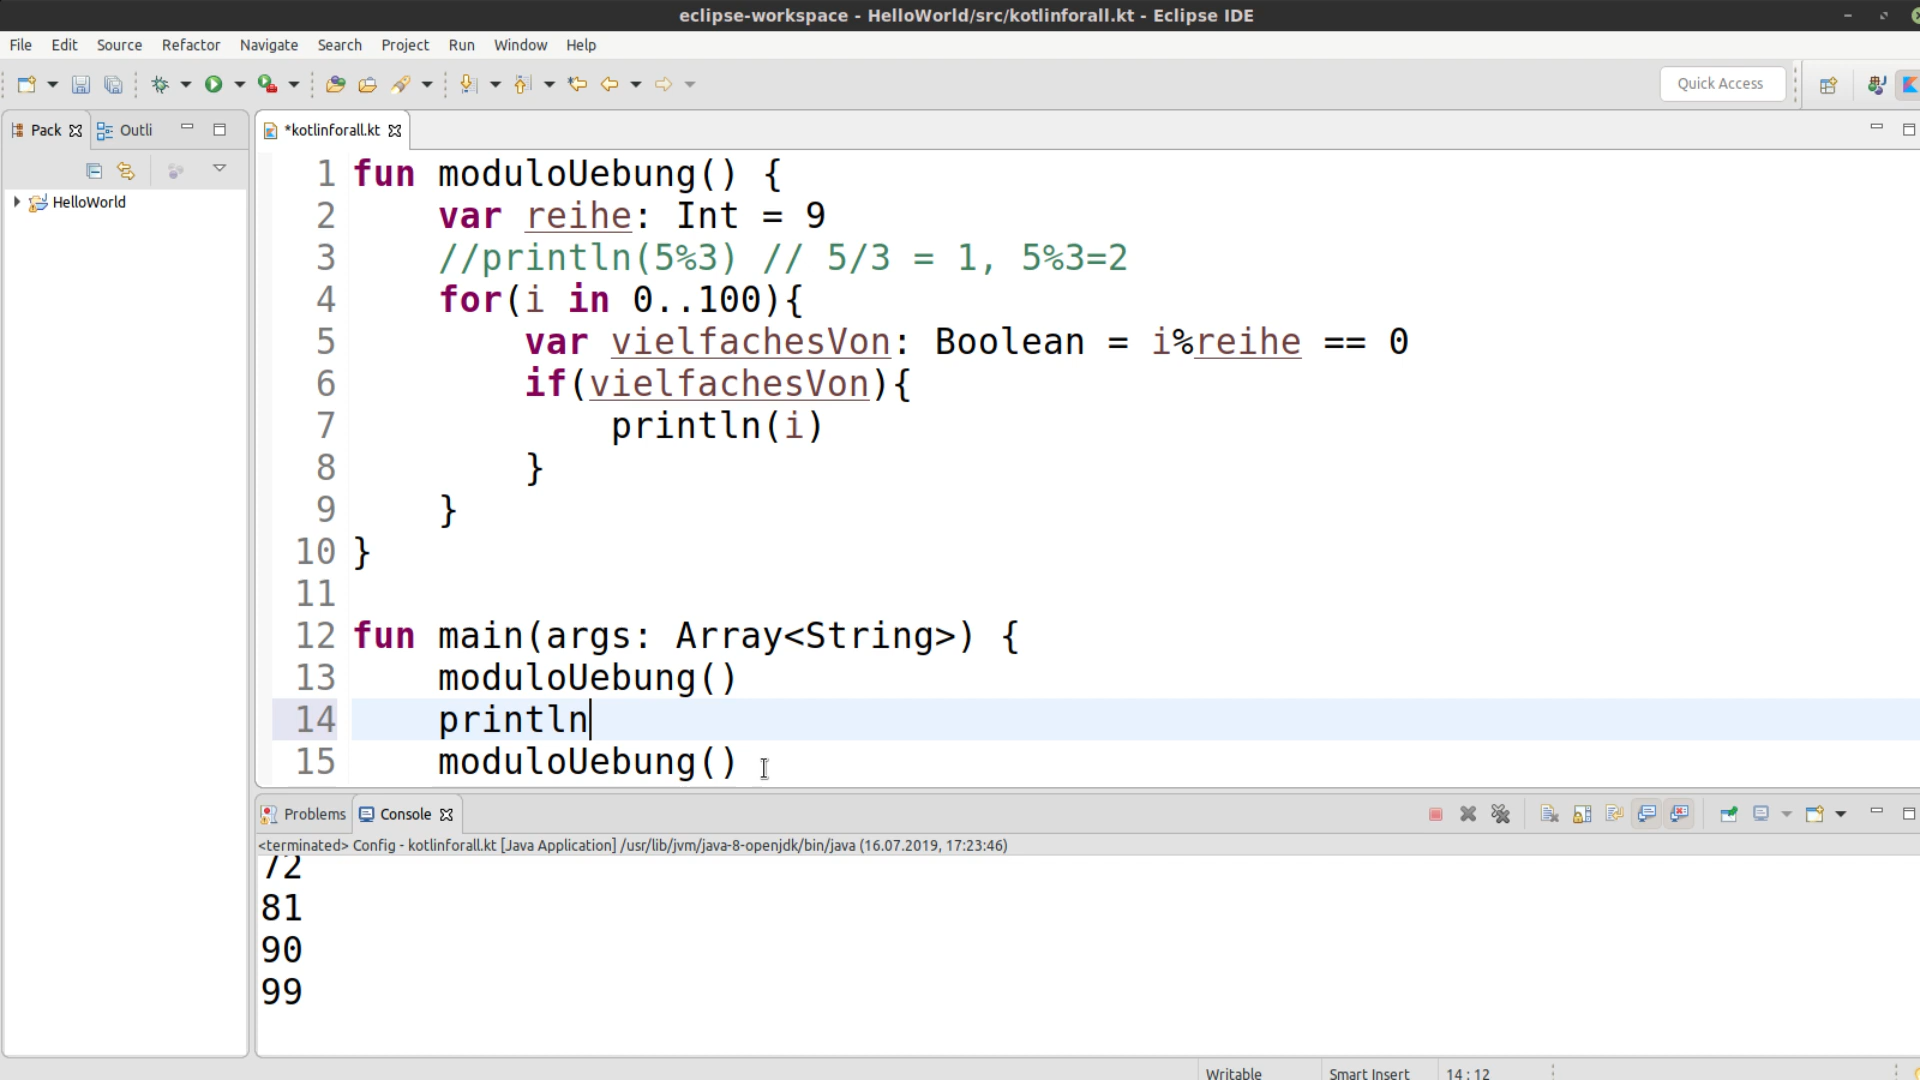 eclipse-workspace - HelloWorld/src/kotlinforall.kt - Eclipse IDE
File Edit Source Refactor Navigate Search Project Run Window Help
Quick Access
Pack Outli
HelloWorld
*kotlinforall.kt
1 fun moduloUebung() {
2 var reihe: Int = 9
3 //println(5%3) // 5/3 = 1, 5%3=2
4 for(i in 0..100){
5 var vielfachesVon: Boolean = i%reihe == 0
6 if(vielfachesVon){
7 println(i)
8 }
9 }
10 }
11
12 fun main(args: Array<String>) {
13 moduloUebung()
14 println
15 moduloUebung()
Problems Console
<terminated> Config - kotlinforall.kt [Java Application] /usr/lib/jvm/java-8-openjdk/bin/java (16.07.2019, 17:23:46)
72
81
90
99
Writable Smart Insert 14 : 12